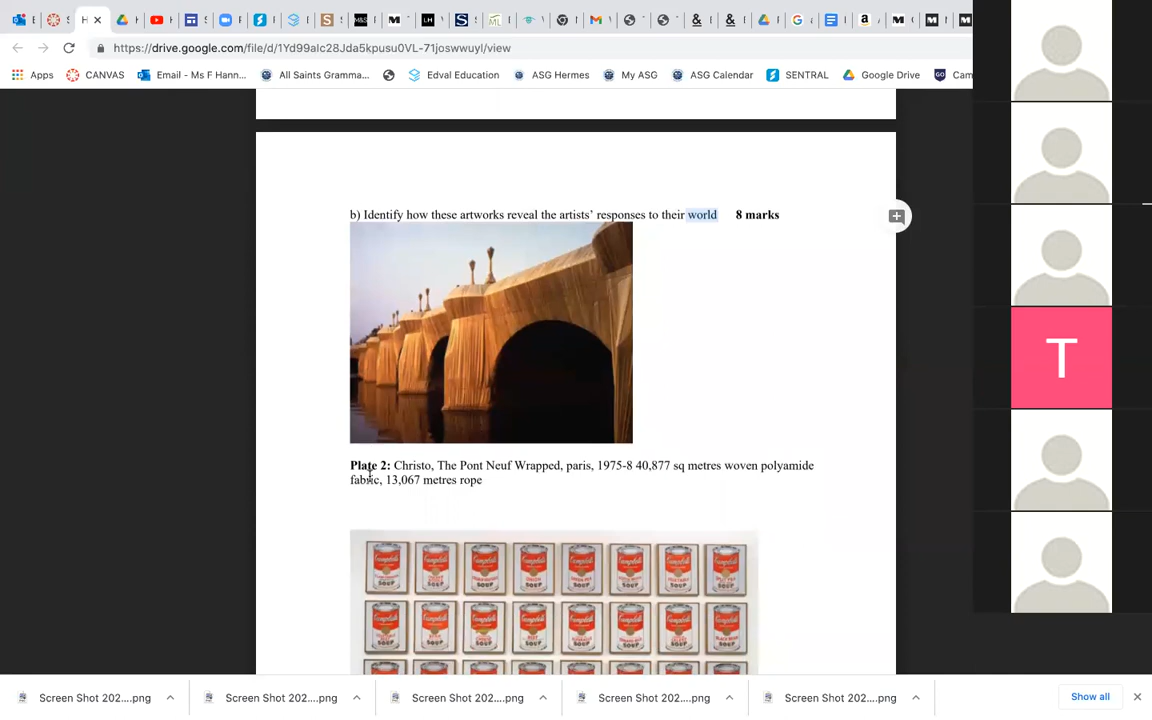 https://drive.google.com/file/d/1Yd99alc28Jda5kpusu0VL-71joswwuyl/view
Apps CANVAS Email - Ms F Hann... All Saints Gramma... Edval Education ASG Hermes My ASG ASG Calendar SENTRAL Google Drive Cam
b) Identify how these artworks reveal the artists’ responses to their world 8 marks
Plate 2: Christo, The Pont Neuf Wrapped, paris, 1975-8 40,877 sq metres woven polyamide
fabric, 13,067 metres rope
T
Screen Shot 202....png Screen Shot 202....png Screen Shot 202....png Screen Shot 202....png Screen Shot 202....png Show all